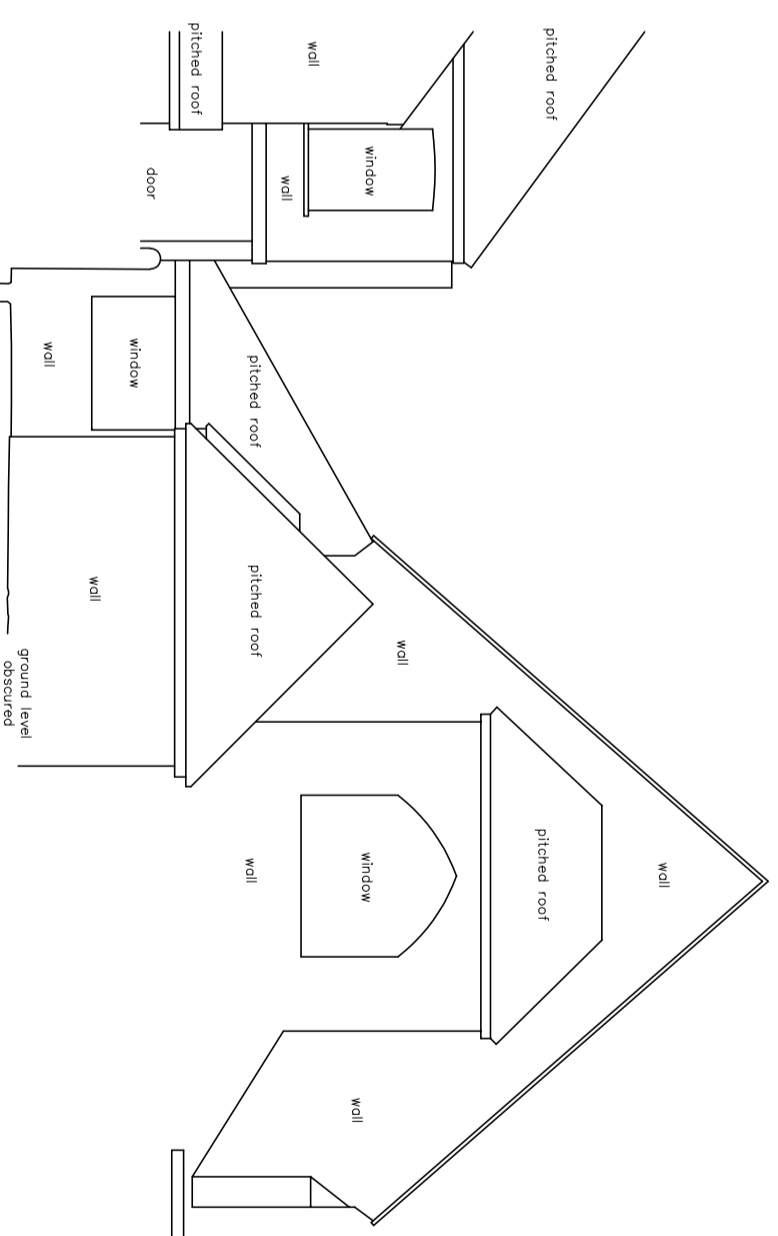 pitched roof
wall
pitched roof
window
wall
door
pitched roof
window
wall
pitched roof
wall
wall
ground level
obscured
wall
pitched roof
window
wall
wall